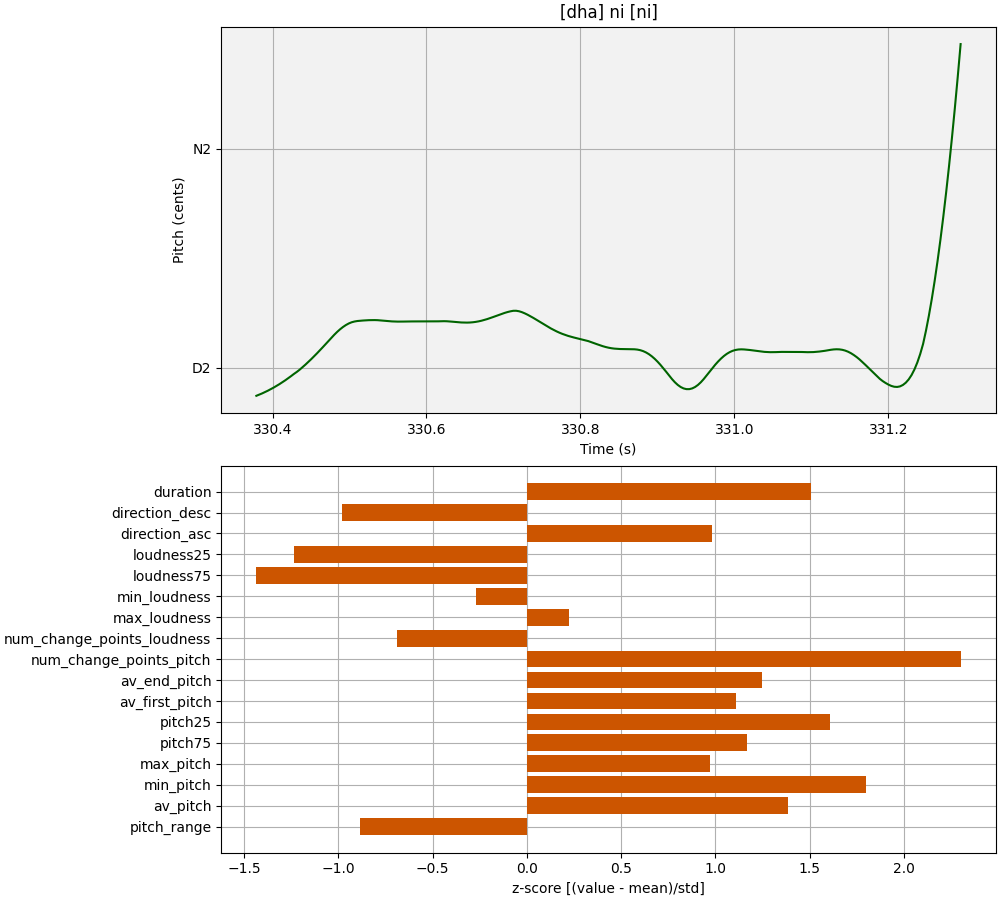 [dha] ni [ni]
N2
D2
Pitch (cents)
330.4 330.6 330.8 331.0 331.2
Time (s)
duration
direction_desc
direction_asc
loudness25
loudness75
min_loudness
max_loudness
num_change_points_loudness
num_change_points_pitch
av_end_pitch
av_first_pitch
pitch25
pitch75
max_pitch
min_pitch
av_pitch
pitch_range
−1.5 −1.0 −0.5 0.0 0.5 1.0 1.5 2.0
z-score [(value - mean)/std]